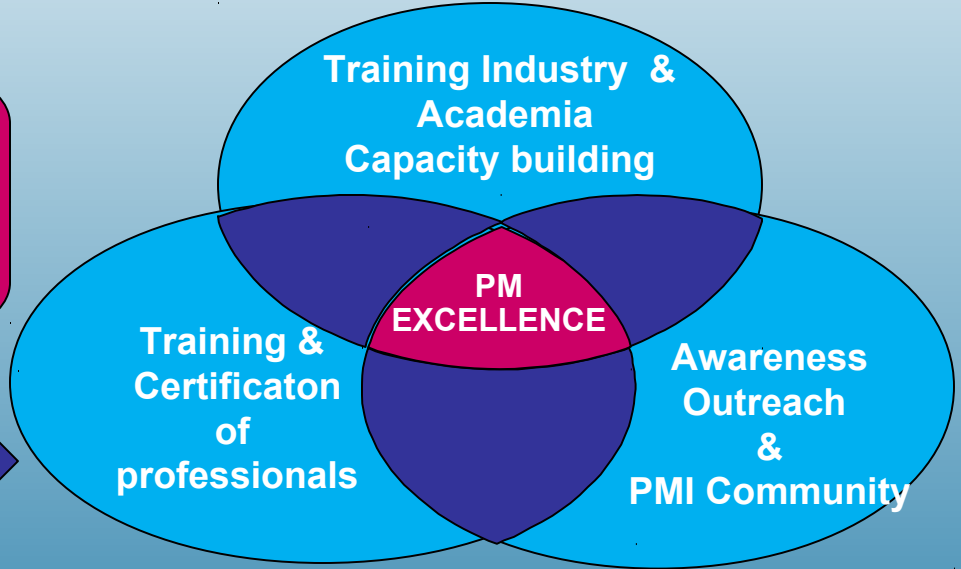 Training Industry &
Academia
Capacity building
PM
EXCELLENCE
Training &
Certificaton
of
professionals
Awareness
Outreach
&
PMI Community